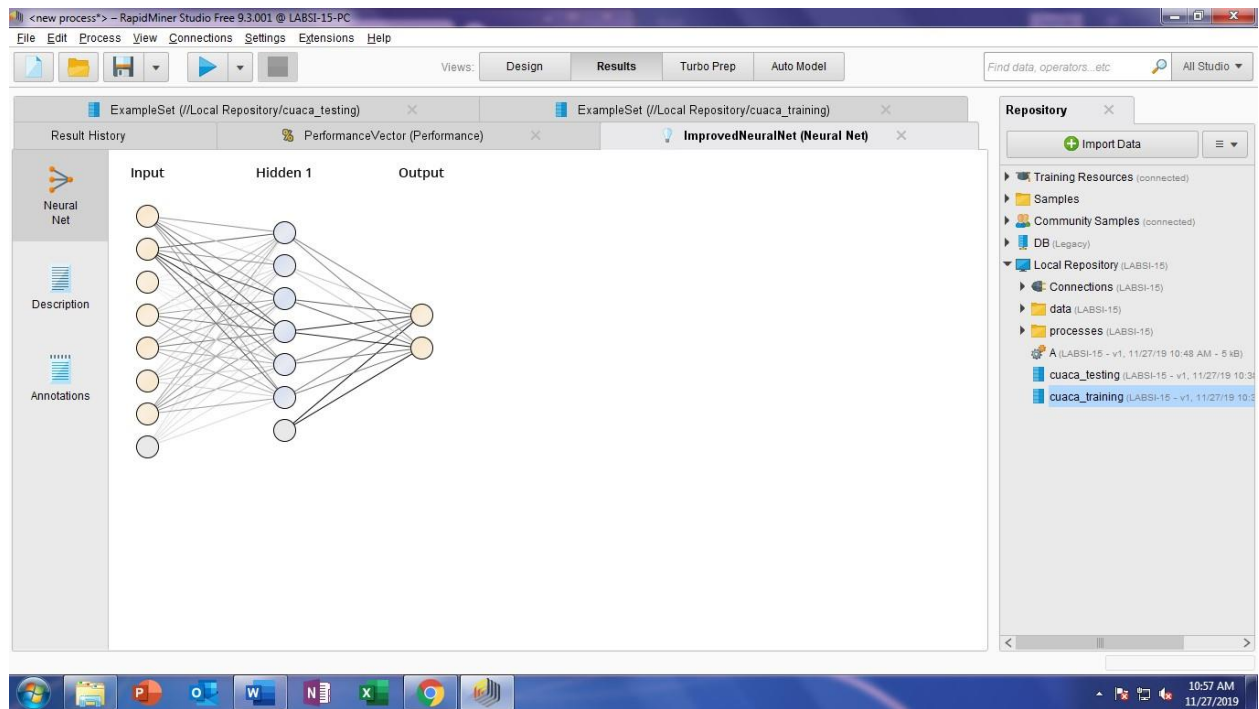 <new process*> – RapidMiner Studio Free 9.3.001 @ LABSI-15-PC
File Edit Process View Connections Settings Extensions Help
Views: Design Results Turbo Prep Auto Model Find data, operators...etc All Studio
ExampleSet (//Local Repository/cuaca_testing) ExampleSet (//Local Repository/cuaca_training)
Result History PerformanceVector (Performance) ImprovedNeuralNet (Neural Net)
Neural
Net
Description
Annotations
Input Hidden 1 Output
Repository
Import Data
Training Resources (connected)
Samples
Community Samples (connected)
DB (Legacy)
Local Repository (LABSI-15)
Connections (LABSI-15)
data (LABSI-15)
processes (LABSI-15)
A (LABSI-15 - v1, 11/27/19 10:48 AM - 5 kB)
cuaca_testing (LABSI-15 - v1, 11/27/19
cuaca_training (LABSI-15 - v1, 11/27/19
10:57 AM
11/27/2019